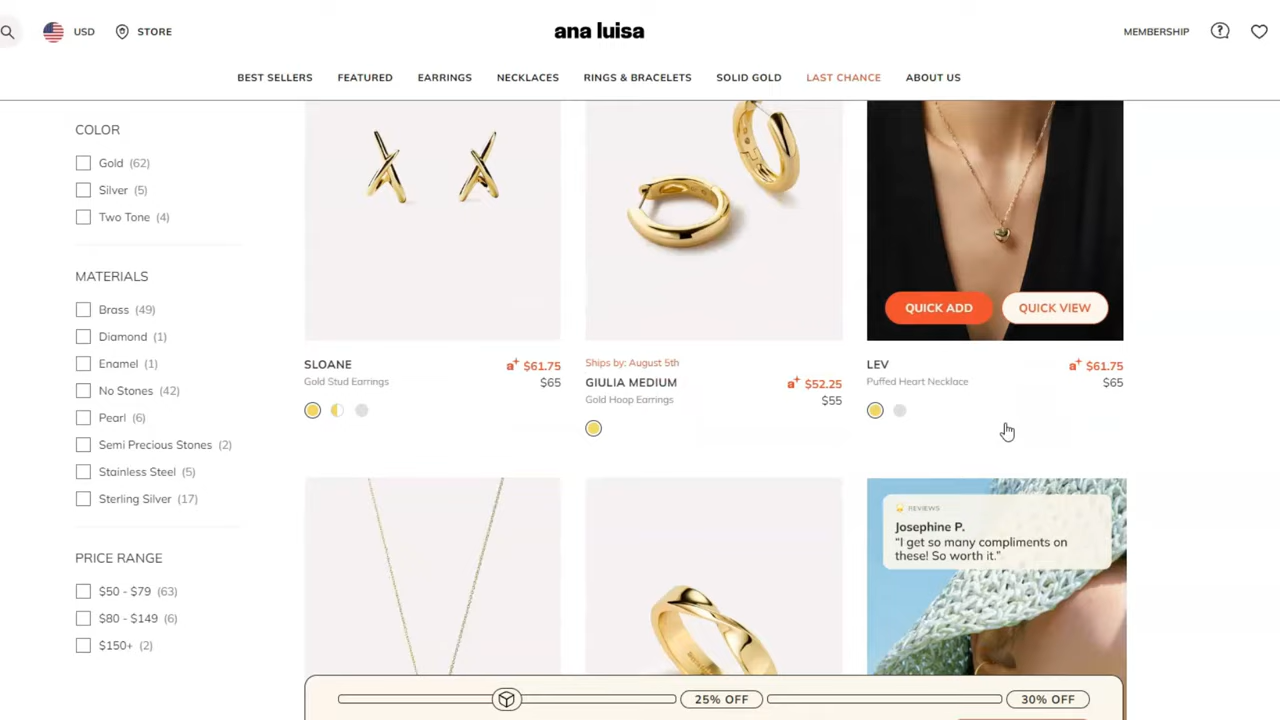 USD
STORE
ana luisa
MEMBERSHIP
BEST SELLERS
FEATURED
EARRINGS
NECKLACES
RINGS & BRACELETS
SOLID GOLD
LAST CHANCE
ABOUT US
COLOR
Gold (62)
Silver (5)
Two Tone (4)
MATERIALS
Brass (49)
Diamond (1)
Enamel (1)
No Stones (42)
Pearl (6)
Semi Precious Stones (2)
Stainless Steel (5)
Sterling Silver (17)
PRICE RANGE
$50 - $79 (63)
$80 - $149 (6)
$150+ (2)
SLOANE
a+ $61.75
Gold Stud Earrings
$65
Ships by: August 5th
GIULIA MEDIUM
a+ $52.25
Gold Hoop Earrings
$55
QUICK ADD
QUICK VIEW
LEV
a+ $61.75
Puffed Heart Necklace
$65
REVIEWS
Josephine P.
“I get so many compliments on
these! So worth it.”
25% OFF
30% OFF